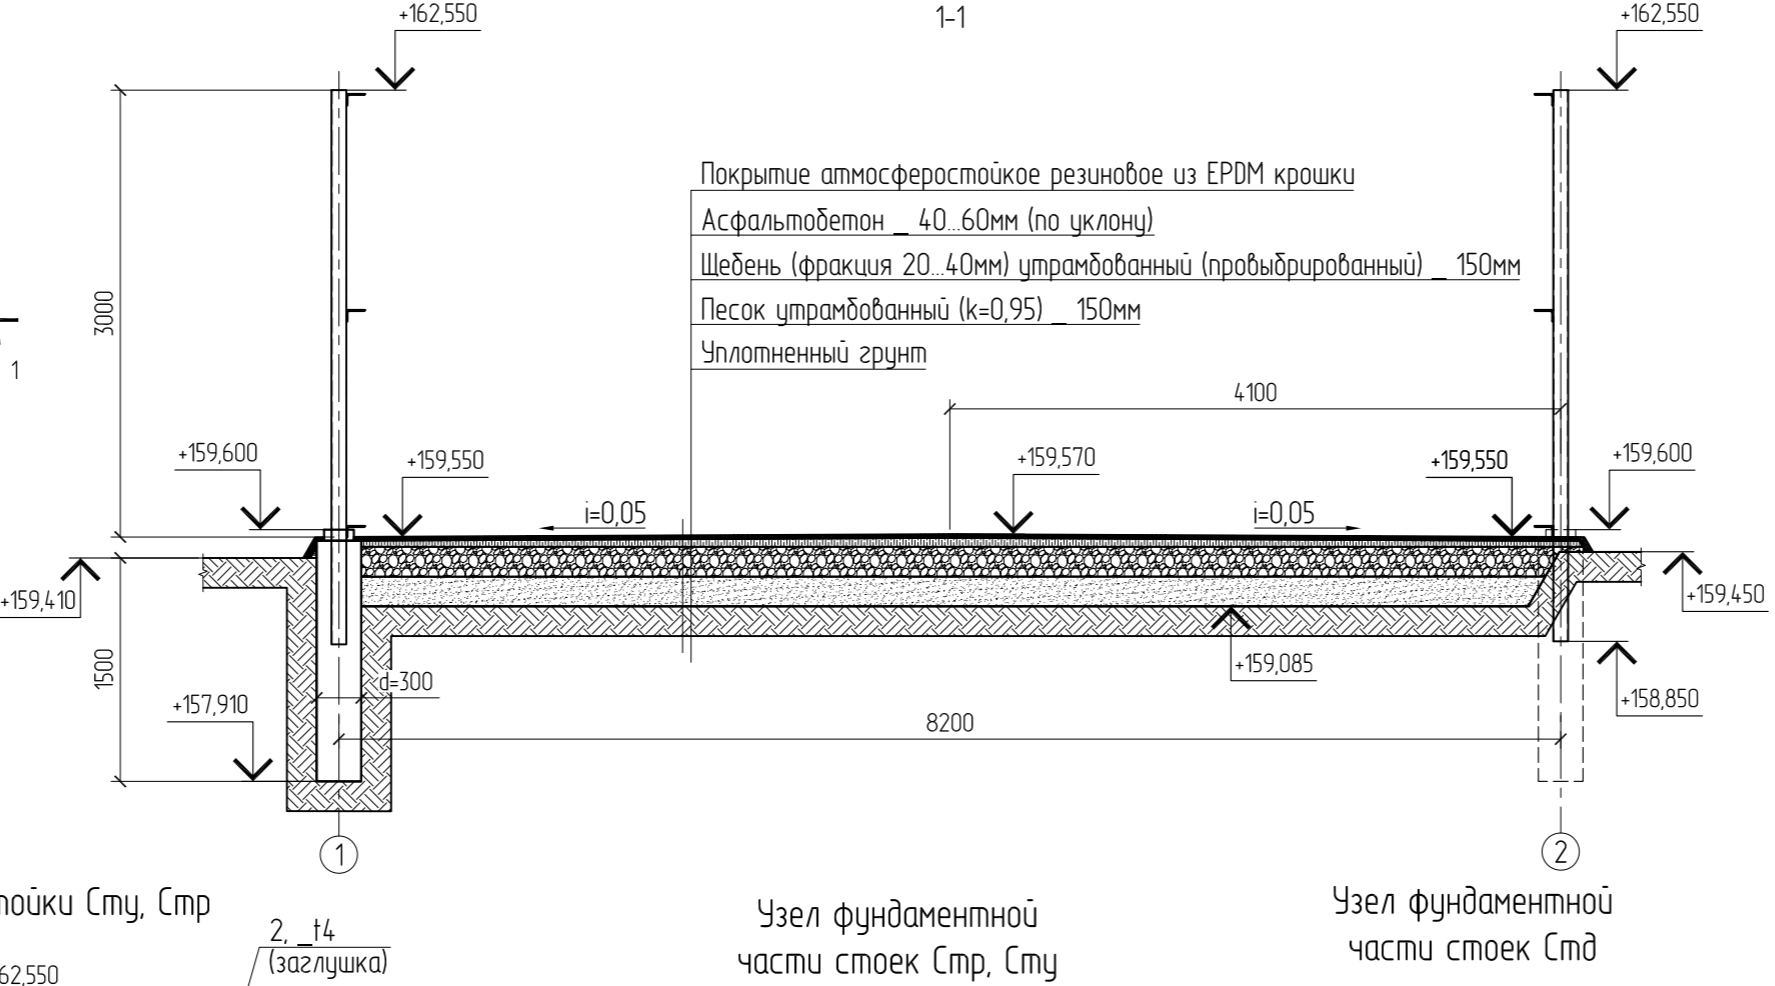 1-1
+162,550
+162,550
Покрытие атмосферостойкое резиновое из EPDM крошки
Асфальтобетон _ 40...60мм (по уклону)
Щебень (фракция 20...40мм) утрамбованный (провыбрированный) _ 150мм
Песок утрамбованный (k=0,95) _ 150мм
Уплотненный грунт
3000
1
4100
+159,600
+159,550
+159,570
+159,550
+159,600
i=0,05
i=0,05
+159,410
+159,450
1500
d=300
+159,085
+157,910
+158,850
8200
1
2
тойки Сту, Стр
2, _t4
(заглушка)
62,550
Узел фундаментной
части стоек Стр, Сту
Узел фундаментной
части стоек Стд